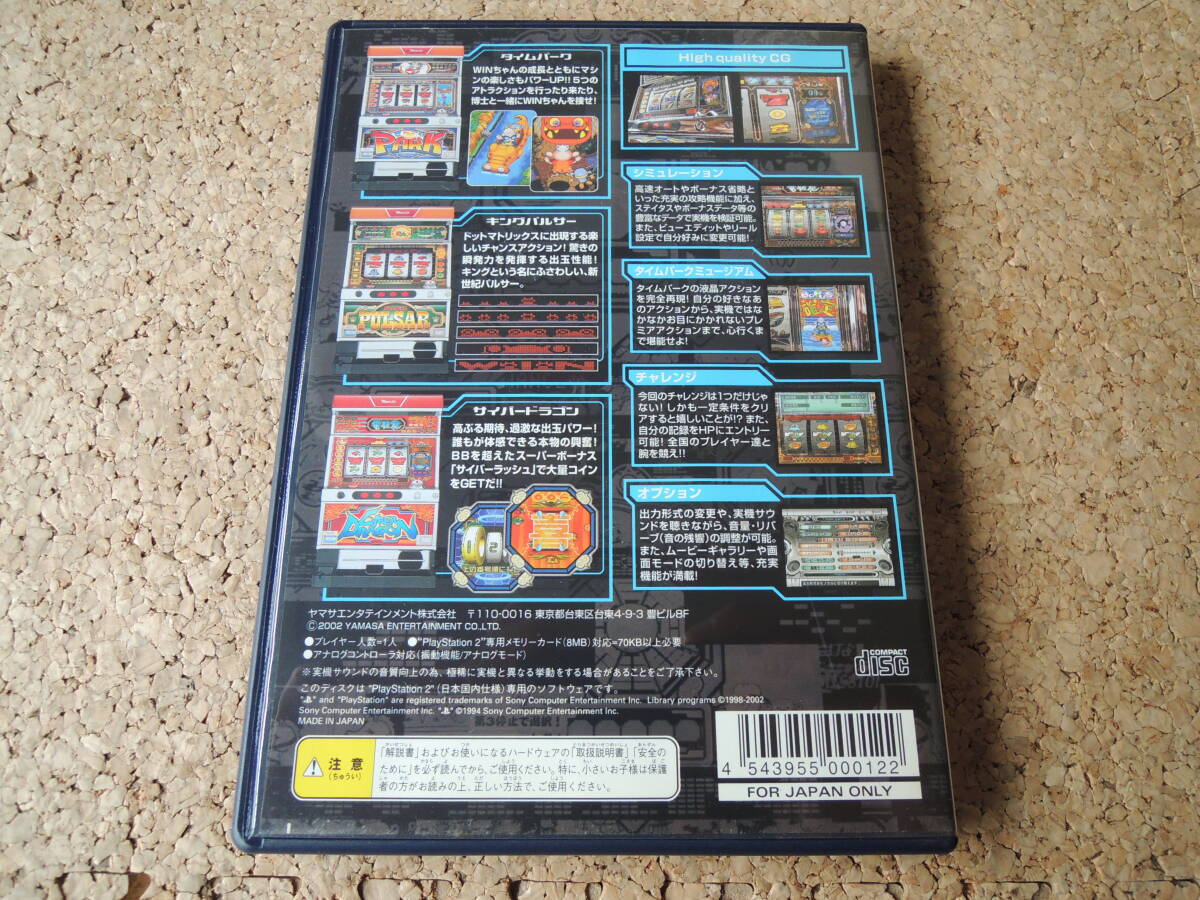 タイムパーク
WINちゃんの成長とともにマシ
ンの楽しさもパワーUP!! 5つの
アトラクションを行ったり来たり、
博士と一緒にWINちゃんを捜せ!
PARK
キングパルサー
ドットマトリックスに出現する楽
しいチャンスアクション! 驚きの
瞬発力を発揮する出玉性能!
キングという名にふさわしい、新
世紀パルサー。
PULSAR
サイバードラゴン
高ぶる期待、過激な出玉パワー!
誰もが体感できる本物の興奮!
BBを超えたスーパーボーナス
「サイバーラッシュ」で大量コイン
をGETだ!!
DRAGON
High quality CG
シミュレーション
高速オートやボーナス省略と
いった充実の攻略機能に加え、
ステイタスやボーナスデータ等の
豊富なデータで実機を検証可能。
また、ビューエディットやリール
設定で自分好みに変更可能!
タイムパークミュージアム
タイムパークの液晶アクション
を完全再現! 自分の好きなあ
のアクションから、実機ではな
かなかお目にかかれないプレ
ミアアクションまで、心行くま
で堪能せよ!
チャレンジ
今回のチャレンジは1つだけじゃ
ない! しかも一定条件をクリ
アすると嬉しいことが!? また、
自分の記録をHPにエントリー
可能! 全国のプレイヤー達と
腕を競え!!
オプション
出力形式の変更や、実機サウ
ンドを聴きながら、音量・リバ
ーブ(音の残響)の調整が可能。
また、ムービーギャラリーや画
面モードの切り替え等、充実
機能が満載!
ヤマサエンタテインメント株式会社 〒110-0016 東京都台東区台東4-9-3 豊ビル8F
©2002 YAMASA ENTERTAINMENT CO.,LTD.
●プレイヤー人数=1人 ●"PlayStation 2"専用メモリーカード(8MB)対応=70KB以上必要
●アナログコントローラ対応(振動機能/アナログモード)
※実機サウンドの音質向上の為、極稀に実機と異なる挙動をする場合があることをご了承下さい。
このディスクは "PlayStation 2" (日本国内仕様)専用のソフトウェアです。
" " and "PlayStation" are registered trademarks of Sony Computer Entertainment Inc. Library programs ©1998-2002
Sony Computer Entertainment Inc. " " ©1994 Sony Computer Entertainment Inc.
MADE IN JAPAN
第3停止で選択!
COMPACT
disc
注意
(ちゅうい)
「解説書」およびお使いになるハードウェアの「取扱説明書」「安全の
ために」を必ず読んでから、ご使用ください。特に、小さいお子様は保護
者の方がお読みの上、正しい方法で、ご使用ください。
4 543955 000122
FOR JAPAN ONLY